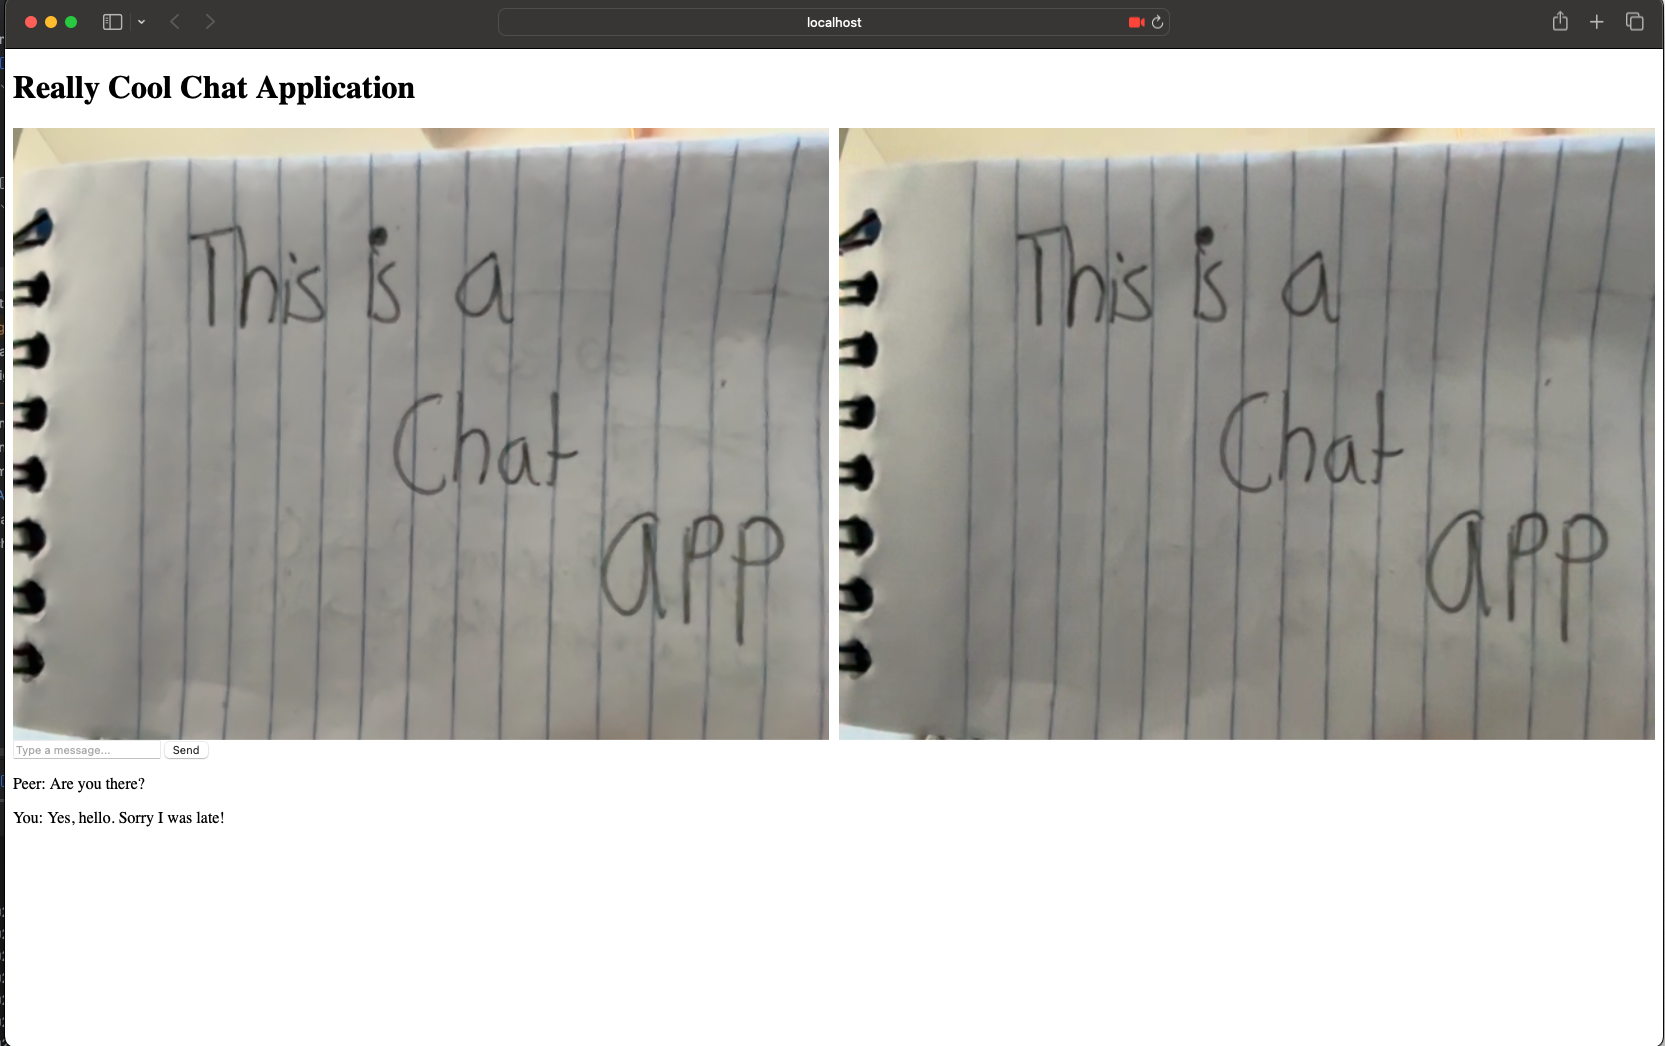 localhost
Really Cool Chat Application
This is a
Chat
app
This is a
Chat
app
Type a message...
Send
Peer: Are you there?
You: Yes, hello. Sorry I was late!